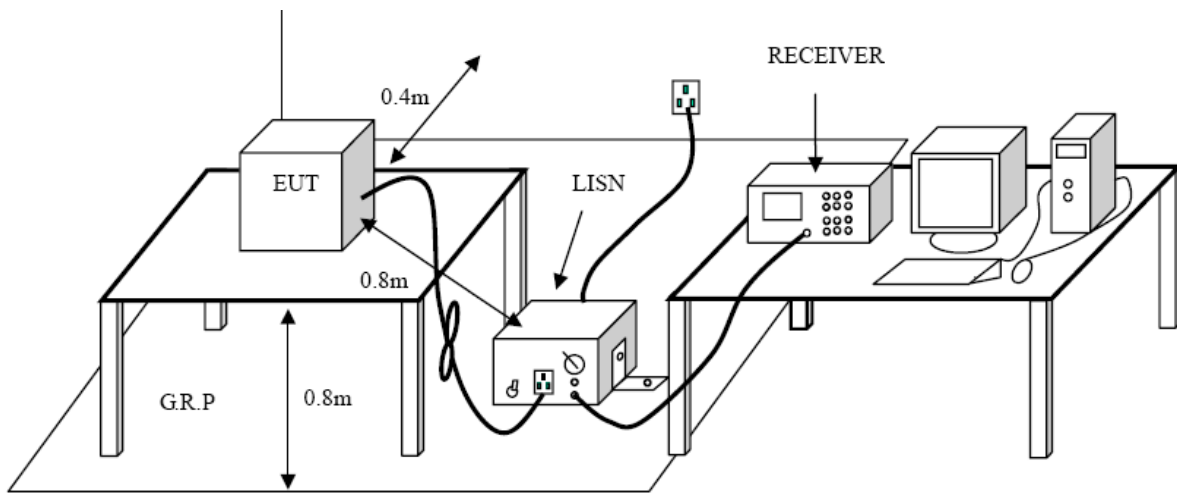 RECEIVER
0.4m
EUT
LISN
0.8m
G.R.P
0.8m